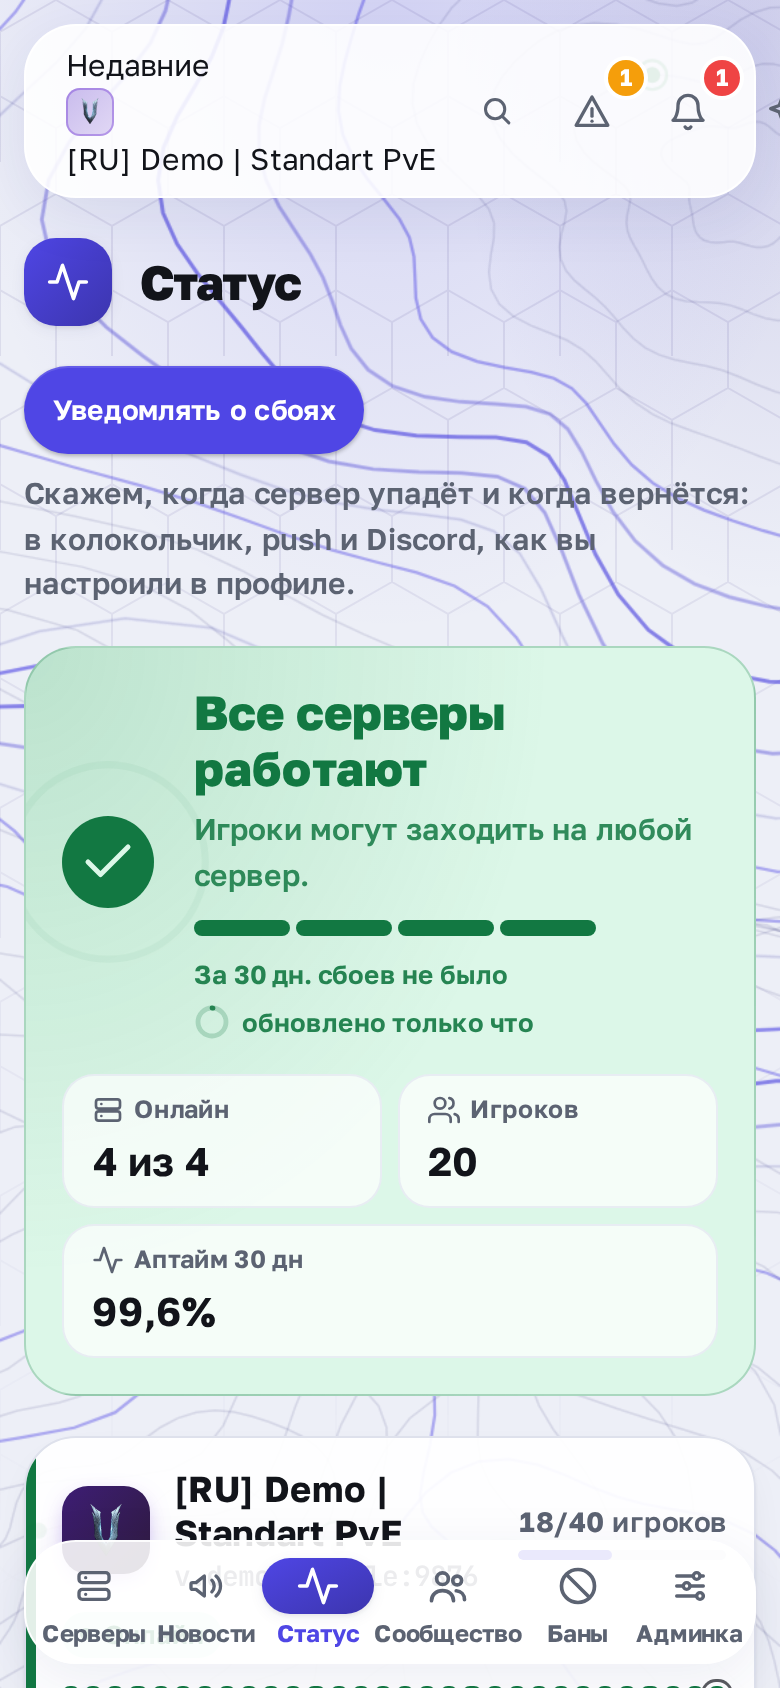 Недавние
[RU] Demo | Standart PvE
1
1
Статус
Уведомлять о сбоях
Скажем, когда сервер упадёт и когда вернётся:
в колокольчик, push и Discord, как вы
настроили в профиле.
Все серверы
работают
Игроки могут заходить на любой
сервер.
За 30 дн. сбоев не было
обновлено только что
Онлайн
4 из 4
Игроков
20
Аптайм 30 дн
99,6%
[RU] Demo |
Standart PvE
18/40 игроков
Серверы
Новости
Статус
Сообщество
Баны
Админка